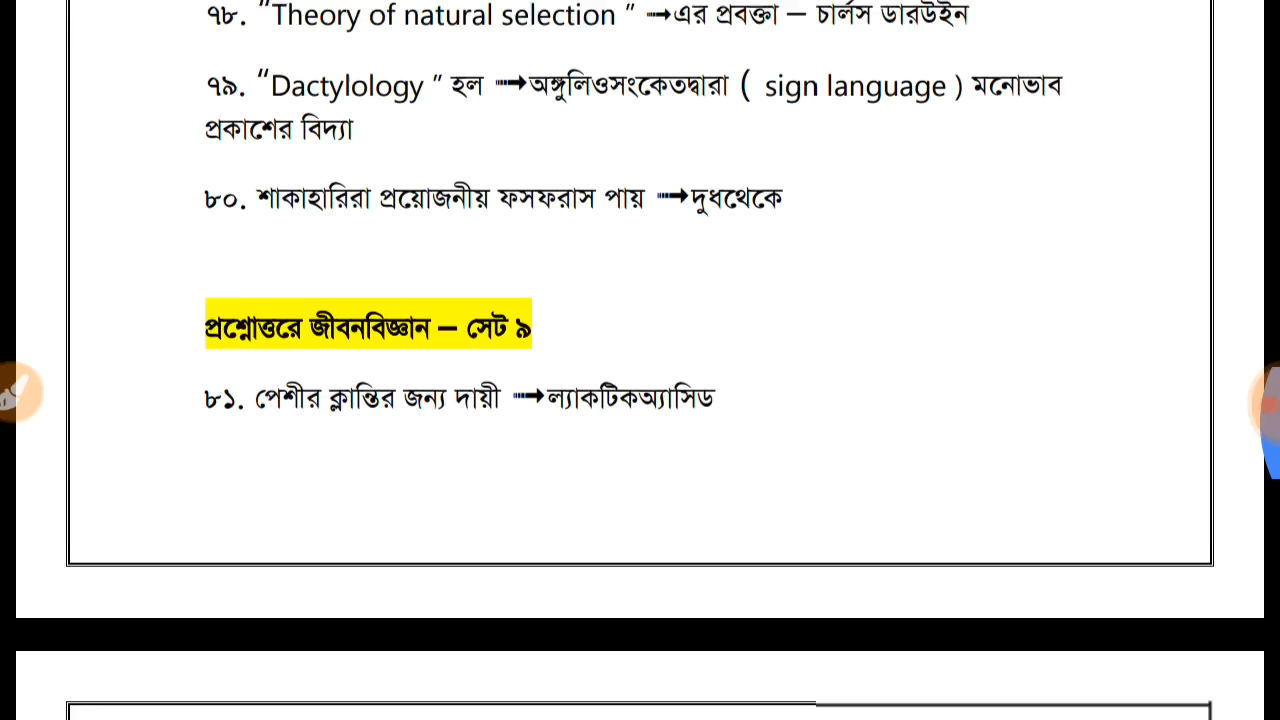 ৭৮. “Theory of natural selection ” →এর প্রবক্তা – চার্লস ডারউইন
৭৯. “Dactylology ” হল →অঙ্গুলিওসংকেতদ্বারা ( sign language ) মনোভাব
প্রকাশের বিদ্যা
৮০. শাকাহারিরা প্রয়োজনীয় ফসফরাস পায় →দুধথেকে
প্রশ্নোত্তরে জীবনবিজ্ঞান – সেট ৯
৮১. পেশীর ক্লান্তির জন্য দায়ী →ল্যাকটিকঅ্যাসিড